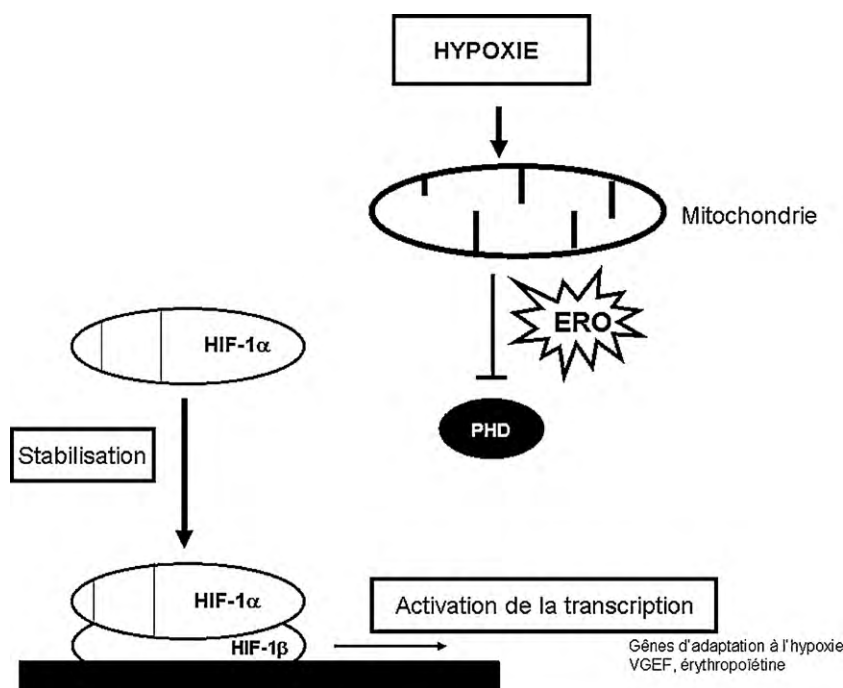 HYPOXIE
Mitochondrie
ERO
HIF-1α
PHD
Stabilisation
HIF-1α
Activation de la transcription
HIF-1β
Gênes d'adaptation à l'hypoxie
VGEF, érythropoïétine